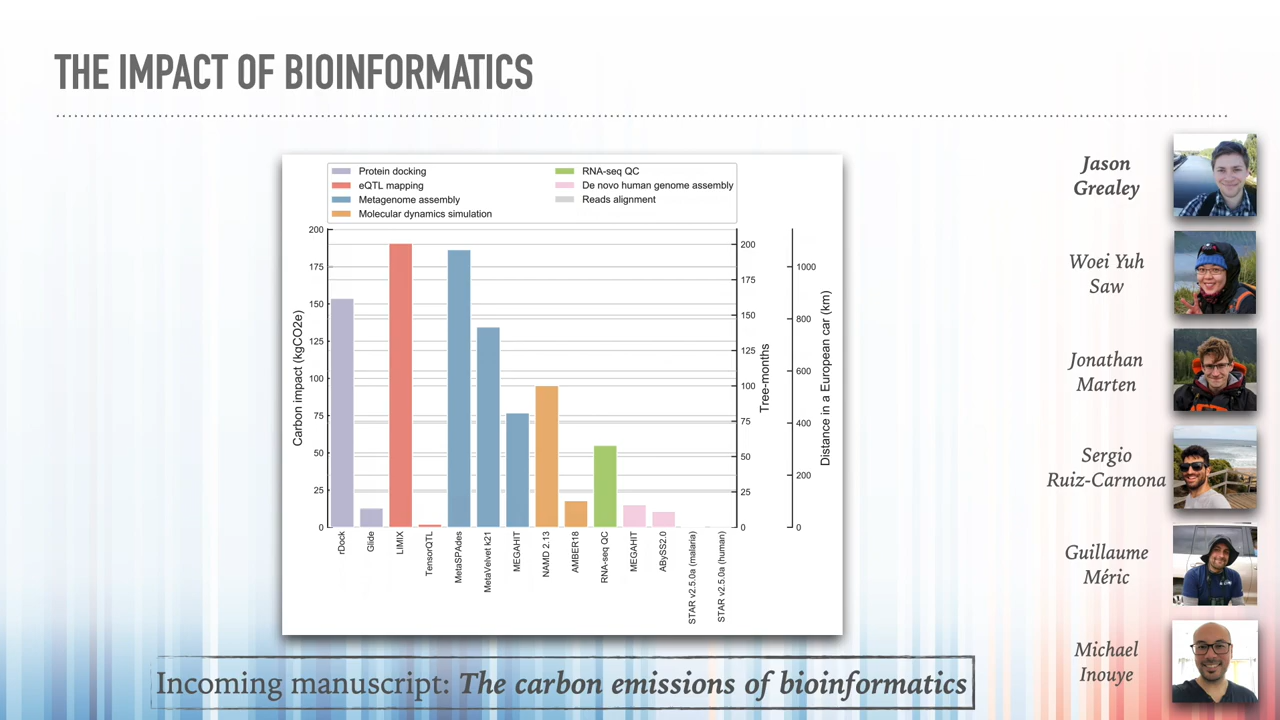 THE IMPACT OF BIOINFORMATICS
Protein docking
eQTL mapping
Metagenome assembly
Molecular dynamics simulation
RNA-seq QC
De novo human genome assembly
Reads alignment
Carbon impact (kgCO2e)
200
175
150
125
100
75
50
25
0
rDock
Glide
LIMIX
TensorQTL
MetaSPAdes
MetaVelvet k21
MEGAHIT
NAMD 2.13
AMBER18
RNA-seq QC
MEGAHIT
ABySS2.0
STAR v2.5.0a (malaria)
STAR v2.5.0a (human)
200
175
150
125
100
75
50
25
0
Tree-months
1000
800
600
400
200
0
Distance in a European car (km)
Jason
Grealey
Woei Yuh
Saw
Jonathan
Marten
Sergio
Ruiz-Carmona
Guillaume
Méric
Michael
Inouye
Incoming manuscript: The carbon emissions of bioinformatics